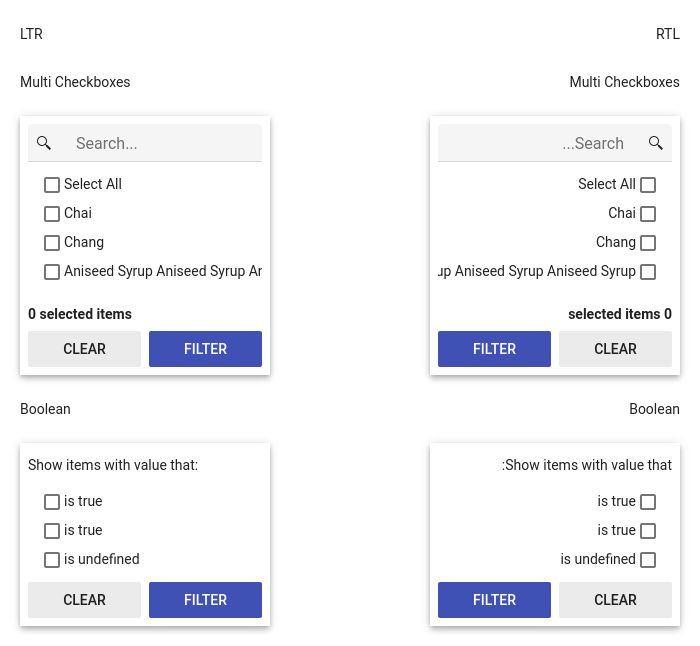 LTR
RTL
Multi Checkboxes
Multi Checkboxes
Search...
...Search
Select All
Select All
Chai
Chai
Chang
Chang
Aniseed Syrup Aniseed Syrup
Aniseed Syrup Aniseed Syrup
0 selected items
selected items 0
CLEAR FILTER
FILTER CLEAR
Boolean
Boolean
Show items with value that:
:Show items with value that
is true
is true
is true
is true
is undefined
is undefined
CLEAR FILTER
FILTER CLEAR